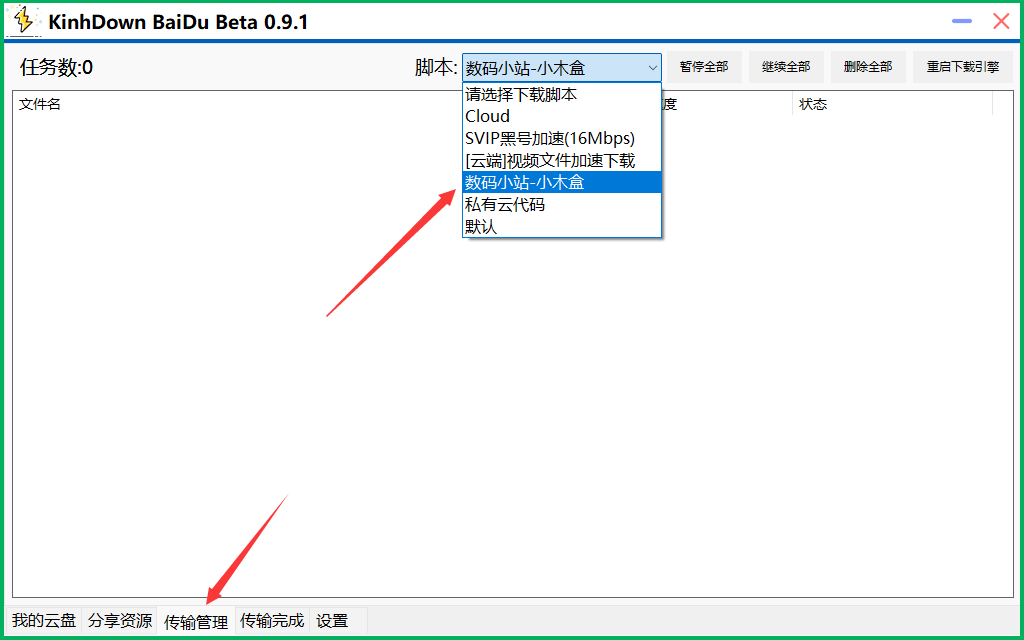 KinhDown BaiDu Beta 0.9.1
任务数:0
脚本: 数码小站-小木盒
暂停全部 继续全部 删除全部 重启下载引擎
文件名 度 状态
请选择下载脚本
Cloud
SVIP黑号加速(16Mbps)
[云端]视频文件加速下载
数码小站-小木盒
私有云代码
默认
我的云盘 分享资源 传输管理 传输完成 设置